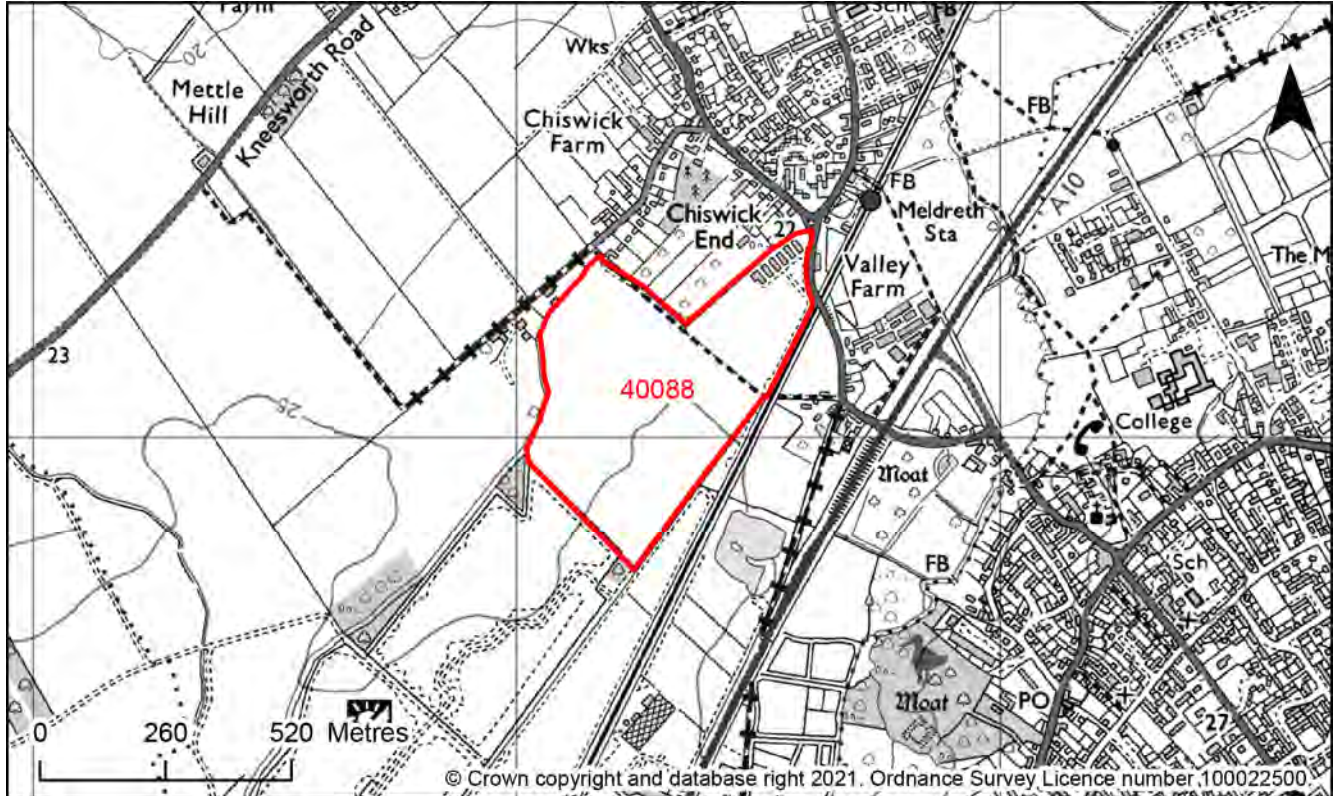 Farm
Sch
FB
20
Kneesworth Road
Wks
Mettle
Hill
Chiswick
Farm
FB
FB
A10
Chiswick
End
22
Meldreth
Sta
Valley
Farm
The M
23
40088
25
College
Moat
FB
Sch
Moat
PO
27
0 260 520 Metres
© Crown copyright and database right 2021. Ordnance Survey Licence number 100022500